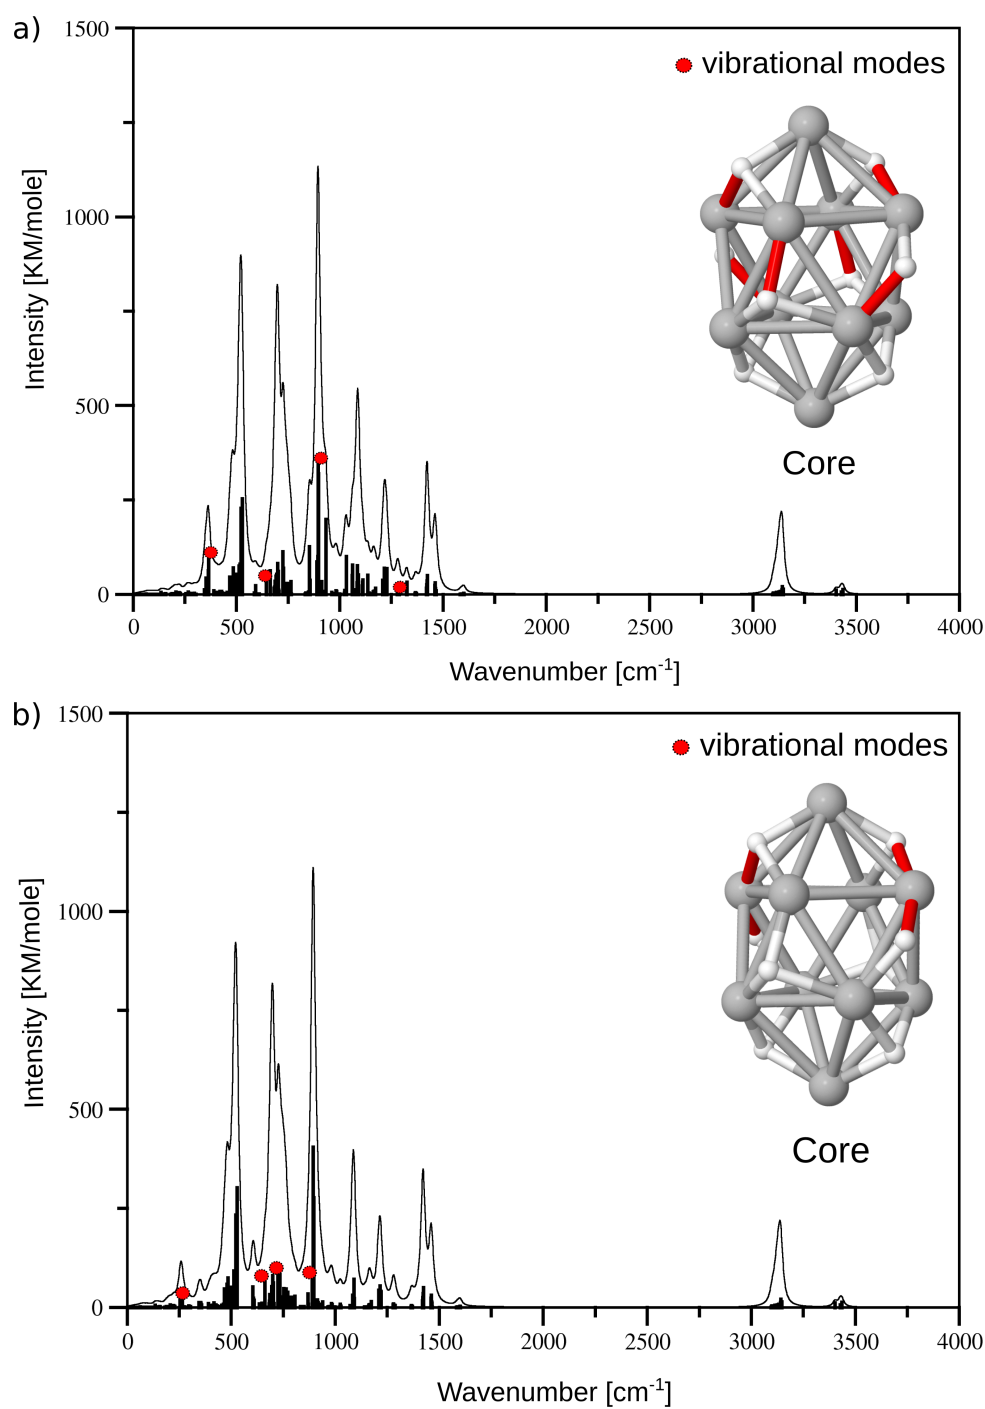 a)
1500
vibrational modes
1000
Intensity [KM/mole]
Core
500
0
0 500 1000 1500 2000 2500 3000 3500 4000
Wavenumber [cm-1]
b)
1500
vibrational modes
1000
Intensity [KM/mole]
500
Core
0
0 500 1000 1500 2000 2500 3000 3500 4000
Wavenumber [cm-1]